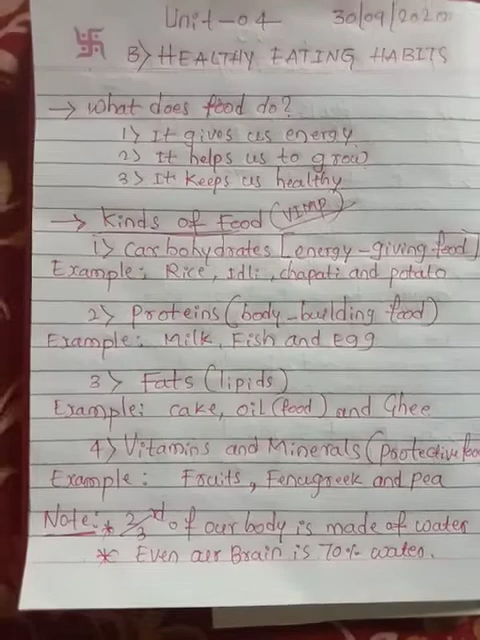 Unit-04 30/09/2020
卐 B> HEALTHY EATING HABITS
→ What does food do?
1> It gives us energy
2> It helps us to grow
3> It keeps us healthy
→ Kinds of Food (VIMP)
1> Carbohydrates [energy-giving food]
Example: Rice, Idli, chapati and potato
2> Proteins (body-building food)
Example: Milk, Fish and Egg
3> Fats (lipids)
Example: cake, oil (food) and Ghee
4> Vitamins and Minerals (protective foo
Example: Fruits, Fenugreek and pea
Note: * 2/3rd of our body is made of water
* Even our Brain is 70% water.